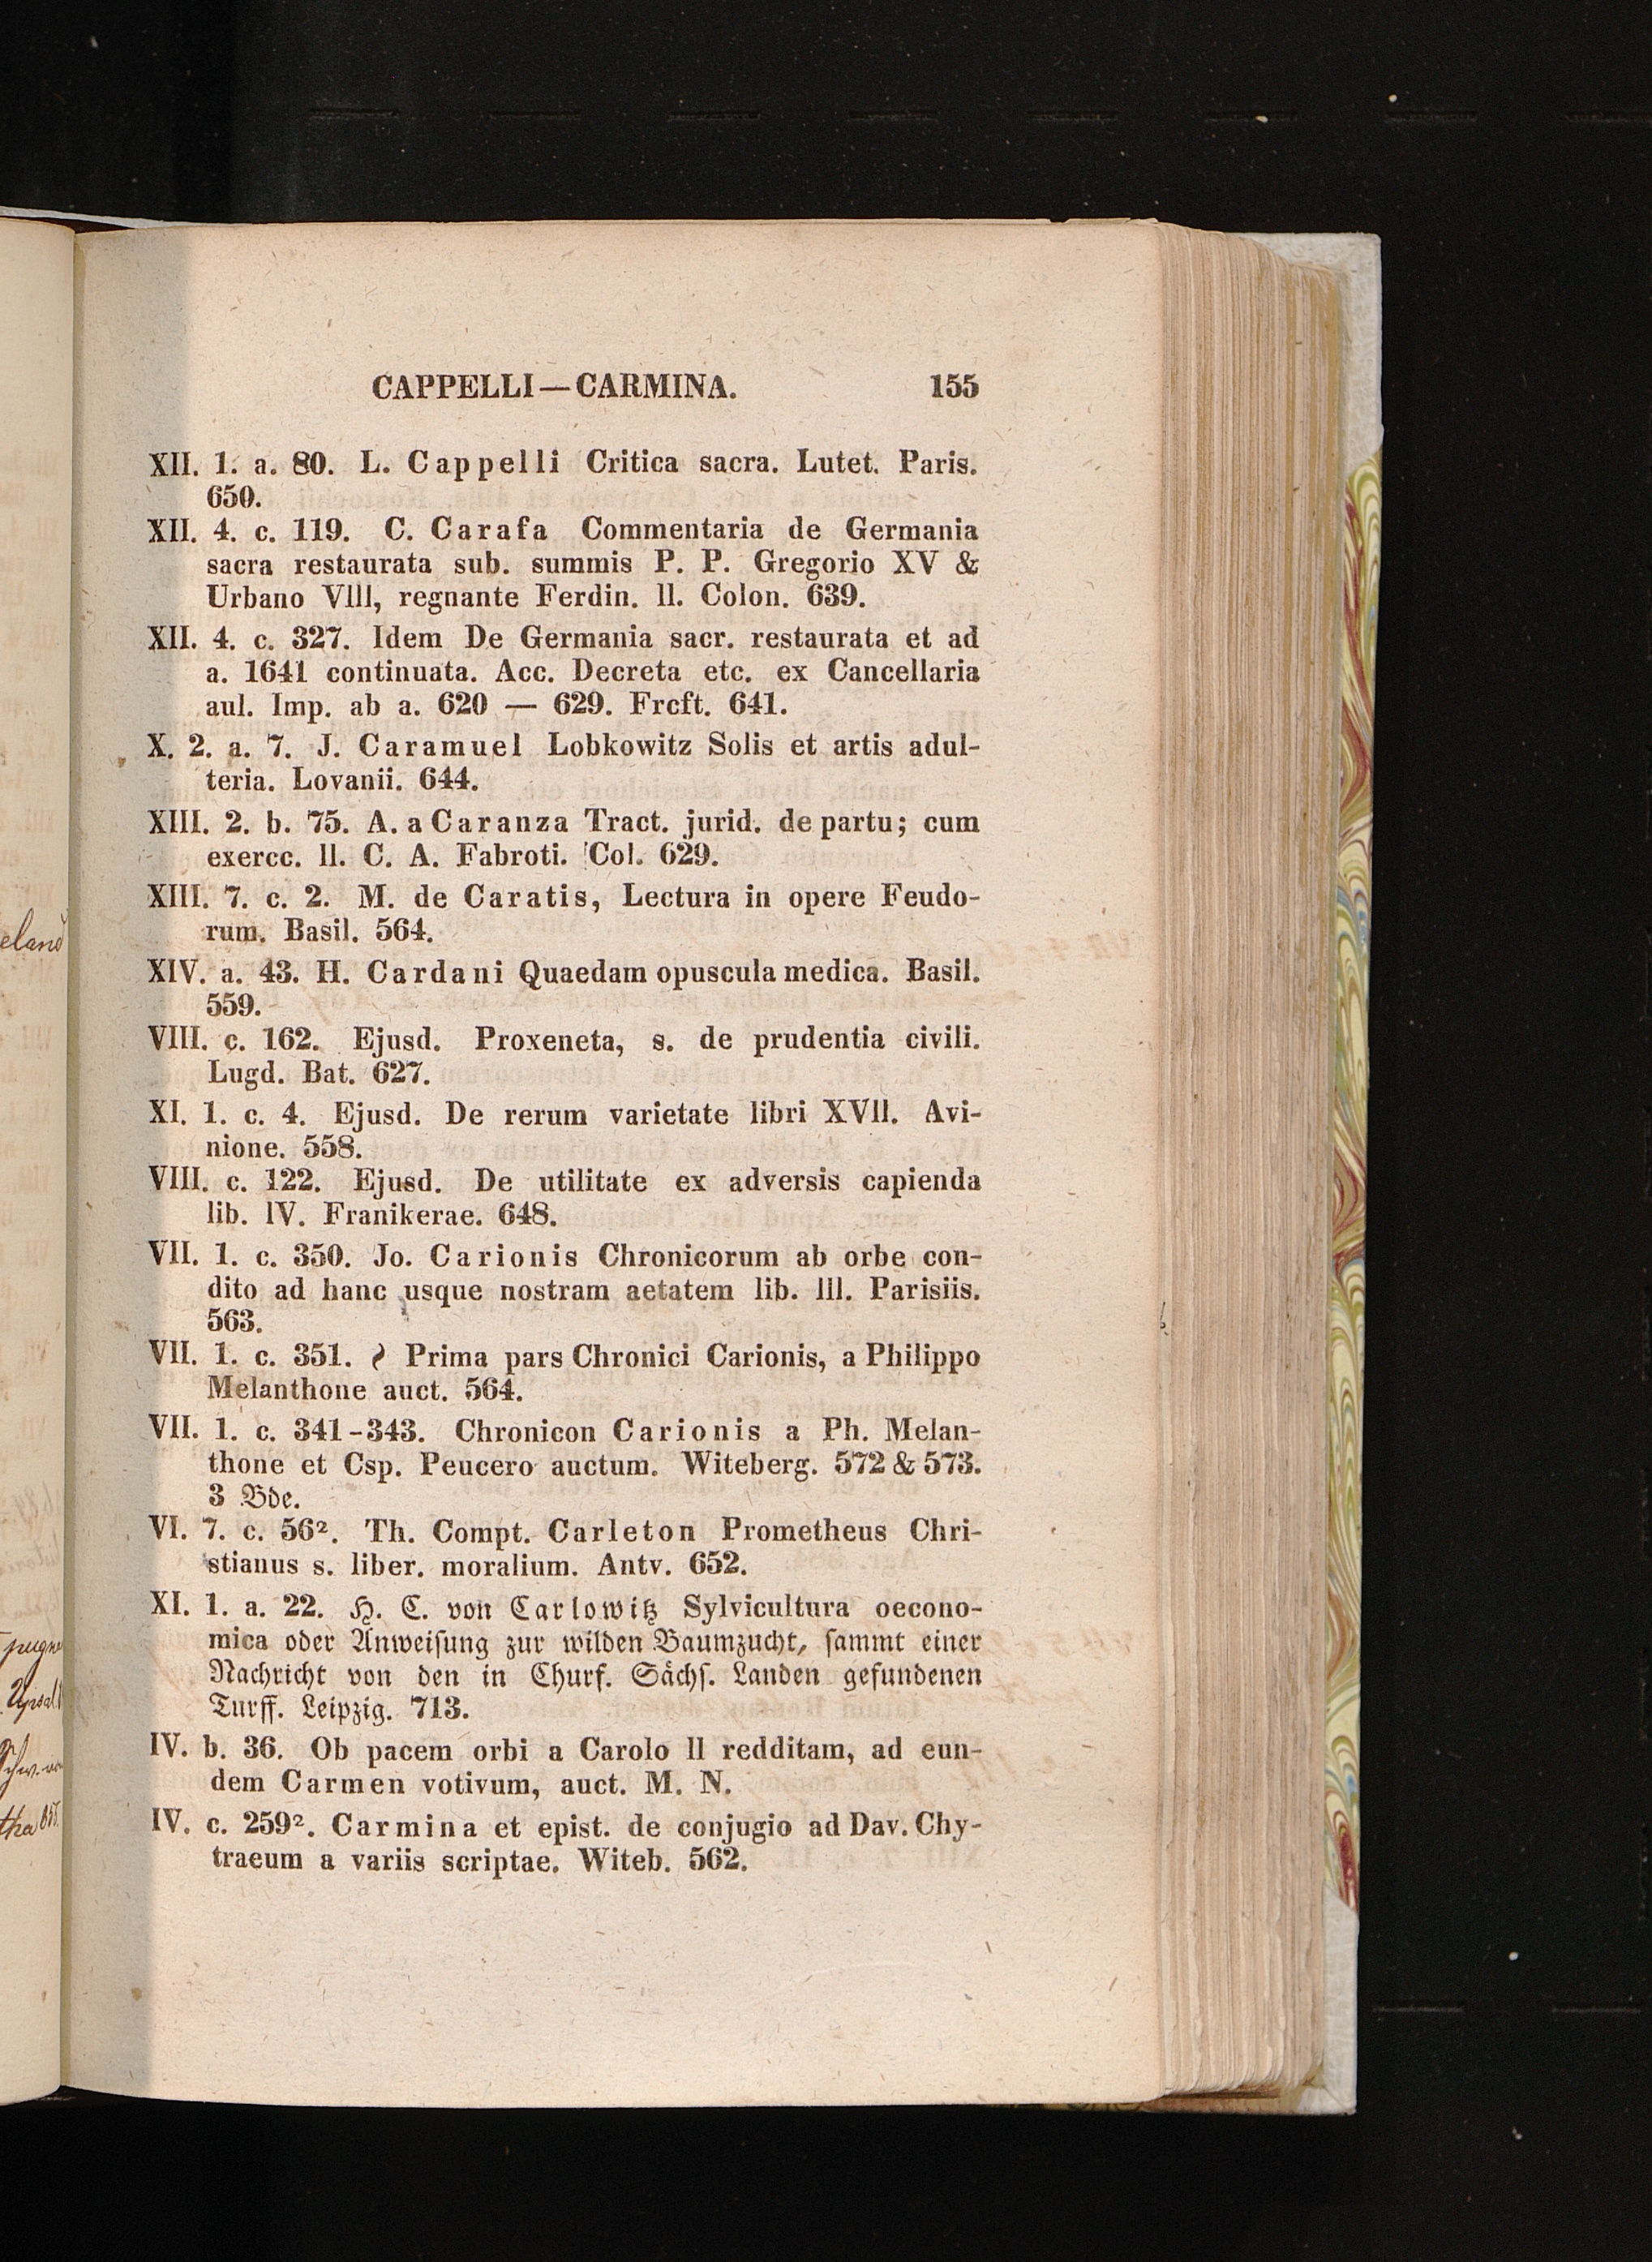 CAPPELLI—CARMINA. 155
XII. 1. a. 80. L. Cappelli Critica sacra. Lutet. Paris.
650.
XII. 4. c. 119. C. Carafa Commentaria de Germania
sacra restaurata sub. summis P. P. Gregorio XV &
Urbano Vlll, regnante Ferdin. ll. Colon. 639.
XII. 4. c. 327. Idem De Germania sacr. restaurata et ad
a. 1641 continuata. Acc. Decreta etc. ex Cancellaria
aul. Imp. ab a. 620 — 629. Frcft. 641.
X. 2. a. 7. J. Caramuel Lobkowitz Solis et artis adul-
teria. Lovanii. 644.
XIII. 2. b. 75. A. a Caranza Tract. jurid. de partu; cum
exercc. ll. C. A. Fabroti. Col. 629.
XIII. 7. c. 2. M. de Caratis, Lectura in opere Feudo-
rum. Basil. 564.
XIV. a. 43. H. Cardani Quaedam opuscula medica. Basil.
559.
VIII. c. 162. Ejusd. Proxeneta, s. de prudentia civili.
Lugd. Bat. 627.
XI. 1. c. 4. Ejusd. De rerum varietate libri XVll. Avi-
nione. 558.
VIII. c. 122. Ejusd. De utilitate ex adversis capienda
lib. lV. Franikerae. 648.
VII. 1. c. 350. Jo. Carionis Chronicorum ab orbe con-
dito ad hanc usque nostram aetatem lib. lll. Parisiis.
563.
VII. 1. c. 351. Prima pars Chronici Carionis, a Philippo
Melanthone auct. 564.
VII. 1. c. 341-343. Chronicon Carionis a Ph. Melan-
thone et Csp. Peucero auctum. Witeberg. 572 & 573.
3 Bde.
VI. 7. c. 56². Th. Compt. Carleton Prometheus Chri-
stianus s. liber. moralium. Antv. 652.
XI. 1. a. 22. H. C. von Carlowitz Sylvicultura oecono-
mica oder Anweisung zur wilden Baumzucht, sammt einer
Nachricht von den in Churf. Sächs. Landen gefundenen
Turff. Leipzig. 713.
IV. b. 36. Ob pacem orbi a Carolo ll redditam, ad eun-
dem Carmen votivum, auct. M. N.
IV. c. 259². Carmina et epist. de conjugio ad Dav. Chy-
traeum a variis scriptae. Witeb. 562.